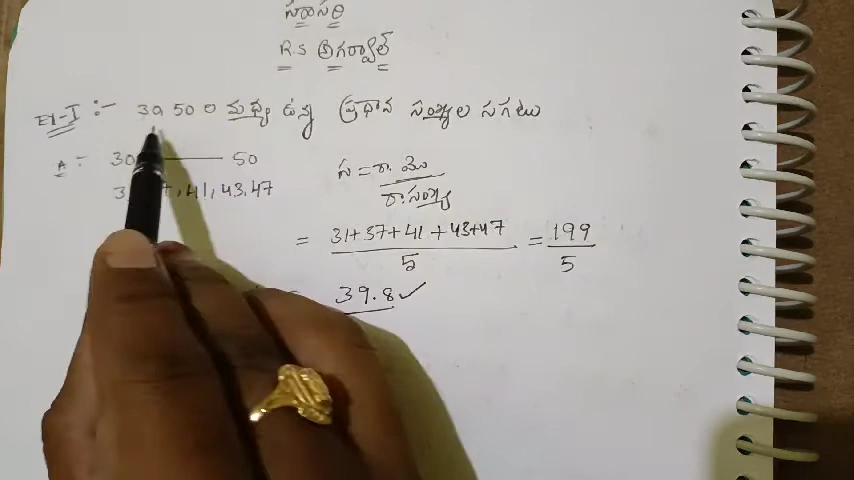 సరాసరి
R.S అగర్వాల్
Ex-I :- 30, 50 ల మధ్య ఉన్న ప్రధాన సంఖ్యల సగటు
A :- 30 — 50
స = రా. మొ / రా. సంఖ్య
41, 43, 47
= 31+37+41+43+47 / 5 = 199 / 5
39.8 ✓